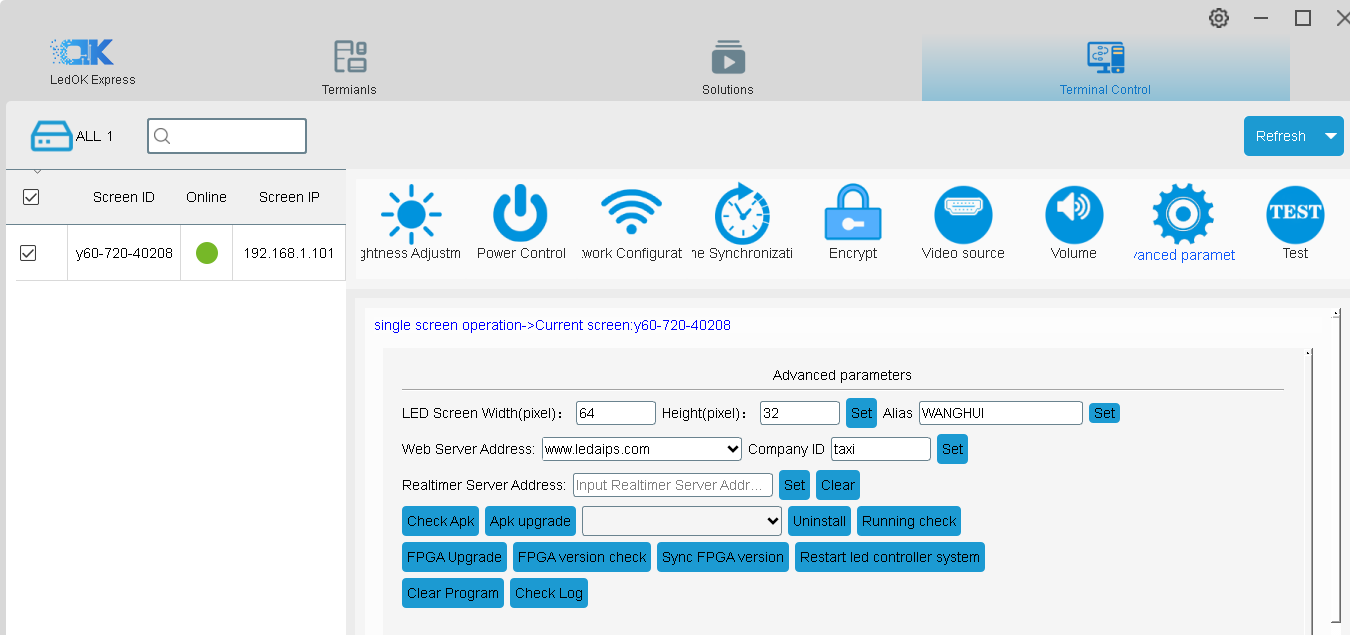 LedOK Express
TermianIs
Solutions
Terminal Control
ALL 1
Refresh
Screen ID Online Screen IP
y60-720-40208 192.168.1.101
ghtness Adjustm Power Control work Configurat ne Synchronizati Encrypt Video source Volume vanced paramet TEST Test
single screen operation->Current screen:y60-720-40208
Advanced parameters
LED Screen Width(pixel): 64 Height(pixel): 32 Set Alias WANGHUI Set
Web Server Address: www.ledaips.com Company ID taxi Set
Realtimer Server Address: Input Realtimer Server Addr... Set Clear
Check Apk Apk upgrade Uninstall Running check
FPGA Upgrade FPGA version check Sync FPGA version Restart led controller system
Clear Program Check Log